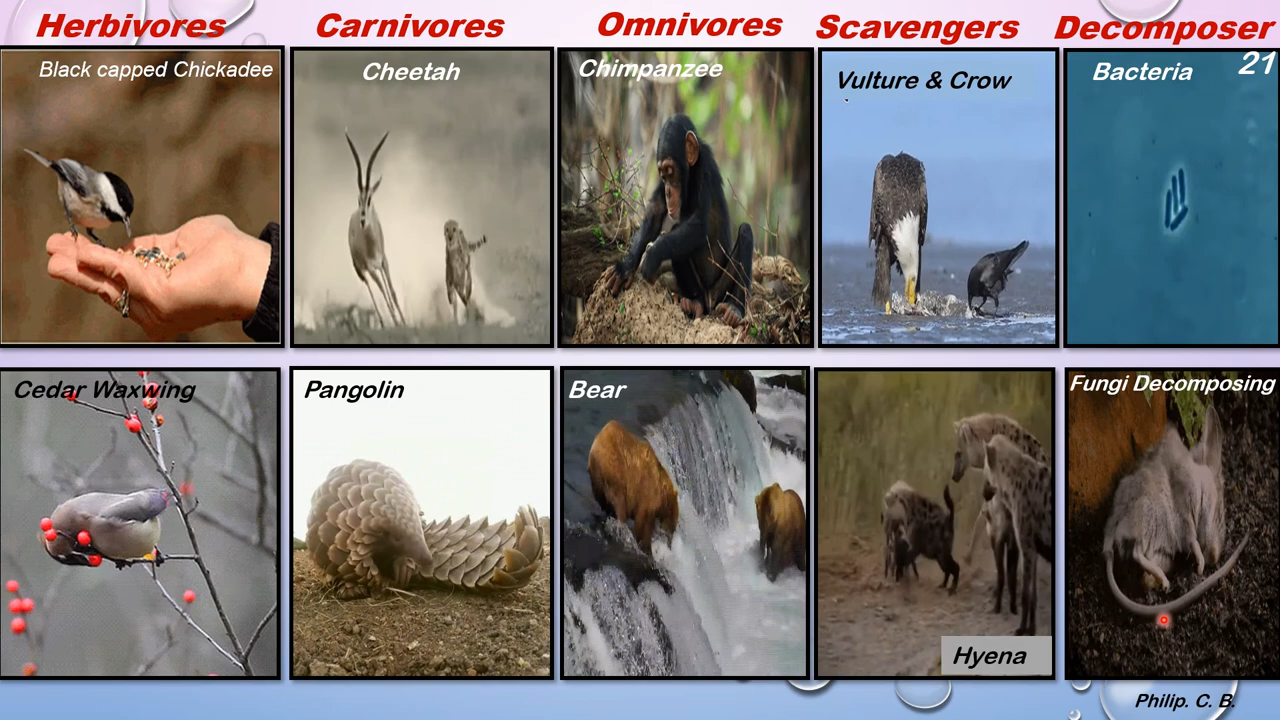 Herbivores
Carnivores
Omnivores
Scavengers
Decomposer
21
Black capped Chickadee
Cheetah
Chimpanzee
Vulture & Crow
Bacteria
Cedar Waxwing
Pangolin
Bear
Hyena
Fungi Decomposing
Philip. C. B.